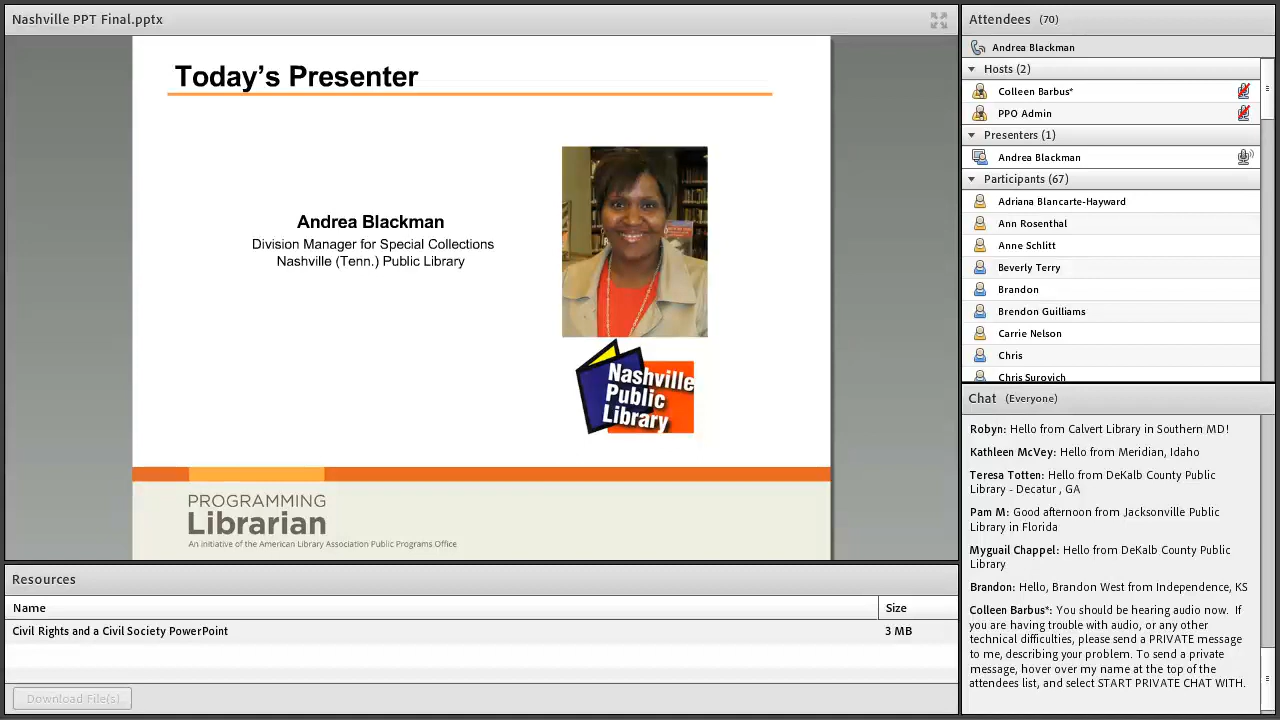 Nashville PPT Final.pptx
Today's Presenter
Andrea Blackman
Division Manager for Special Collections
Nashville (Tenn.) Public Library
Nashville
Public
Library
PROGRAMMING
Librarian
An initiative of the American Library Association Public Programs Office
Resources
Name Size
Civil Rights and a Civil Society PowerPoint 3 MB
Download File(s)
Attendees (70)
Andrea Blackman
Hosts (2)
Colleen Barbus*
PPO Admin
Presenters (1)
Andrea Blackman
Participants (67)
Adriana Blancarte-Hayward
Ann Rosenthal
Anne Schlitt
Beverly Terry
Brandon
Brendon Guilliams
Carrie Nelson
Chris
Chris Surovich
Chat (Everyone)
Robyn: Hello from Calvert Library in Southern MD!
Kathleen McVey: Hello from Meridian, Idaho
Teresa Totten: Hello from DeKalb County Public
Library - Decatur , GA
Pam M: Good afternoon from Jacksonville Public
Library in Florida
Myguail Chappel: Hello from DeKalb County Public
Library
Brandon: Hello, Brandon West from Independence, KS
Colleen Barbus*: You should be hearing audio now. If
you are having trouble with audio, or any other
technical difficulties, please send a PRIVATE message
to me, describing your problem. To send a private
message, hover over my name at the top of the
attendees list, and select START PRIVATE CHAT WITH.